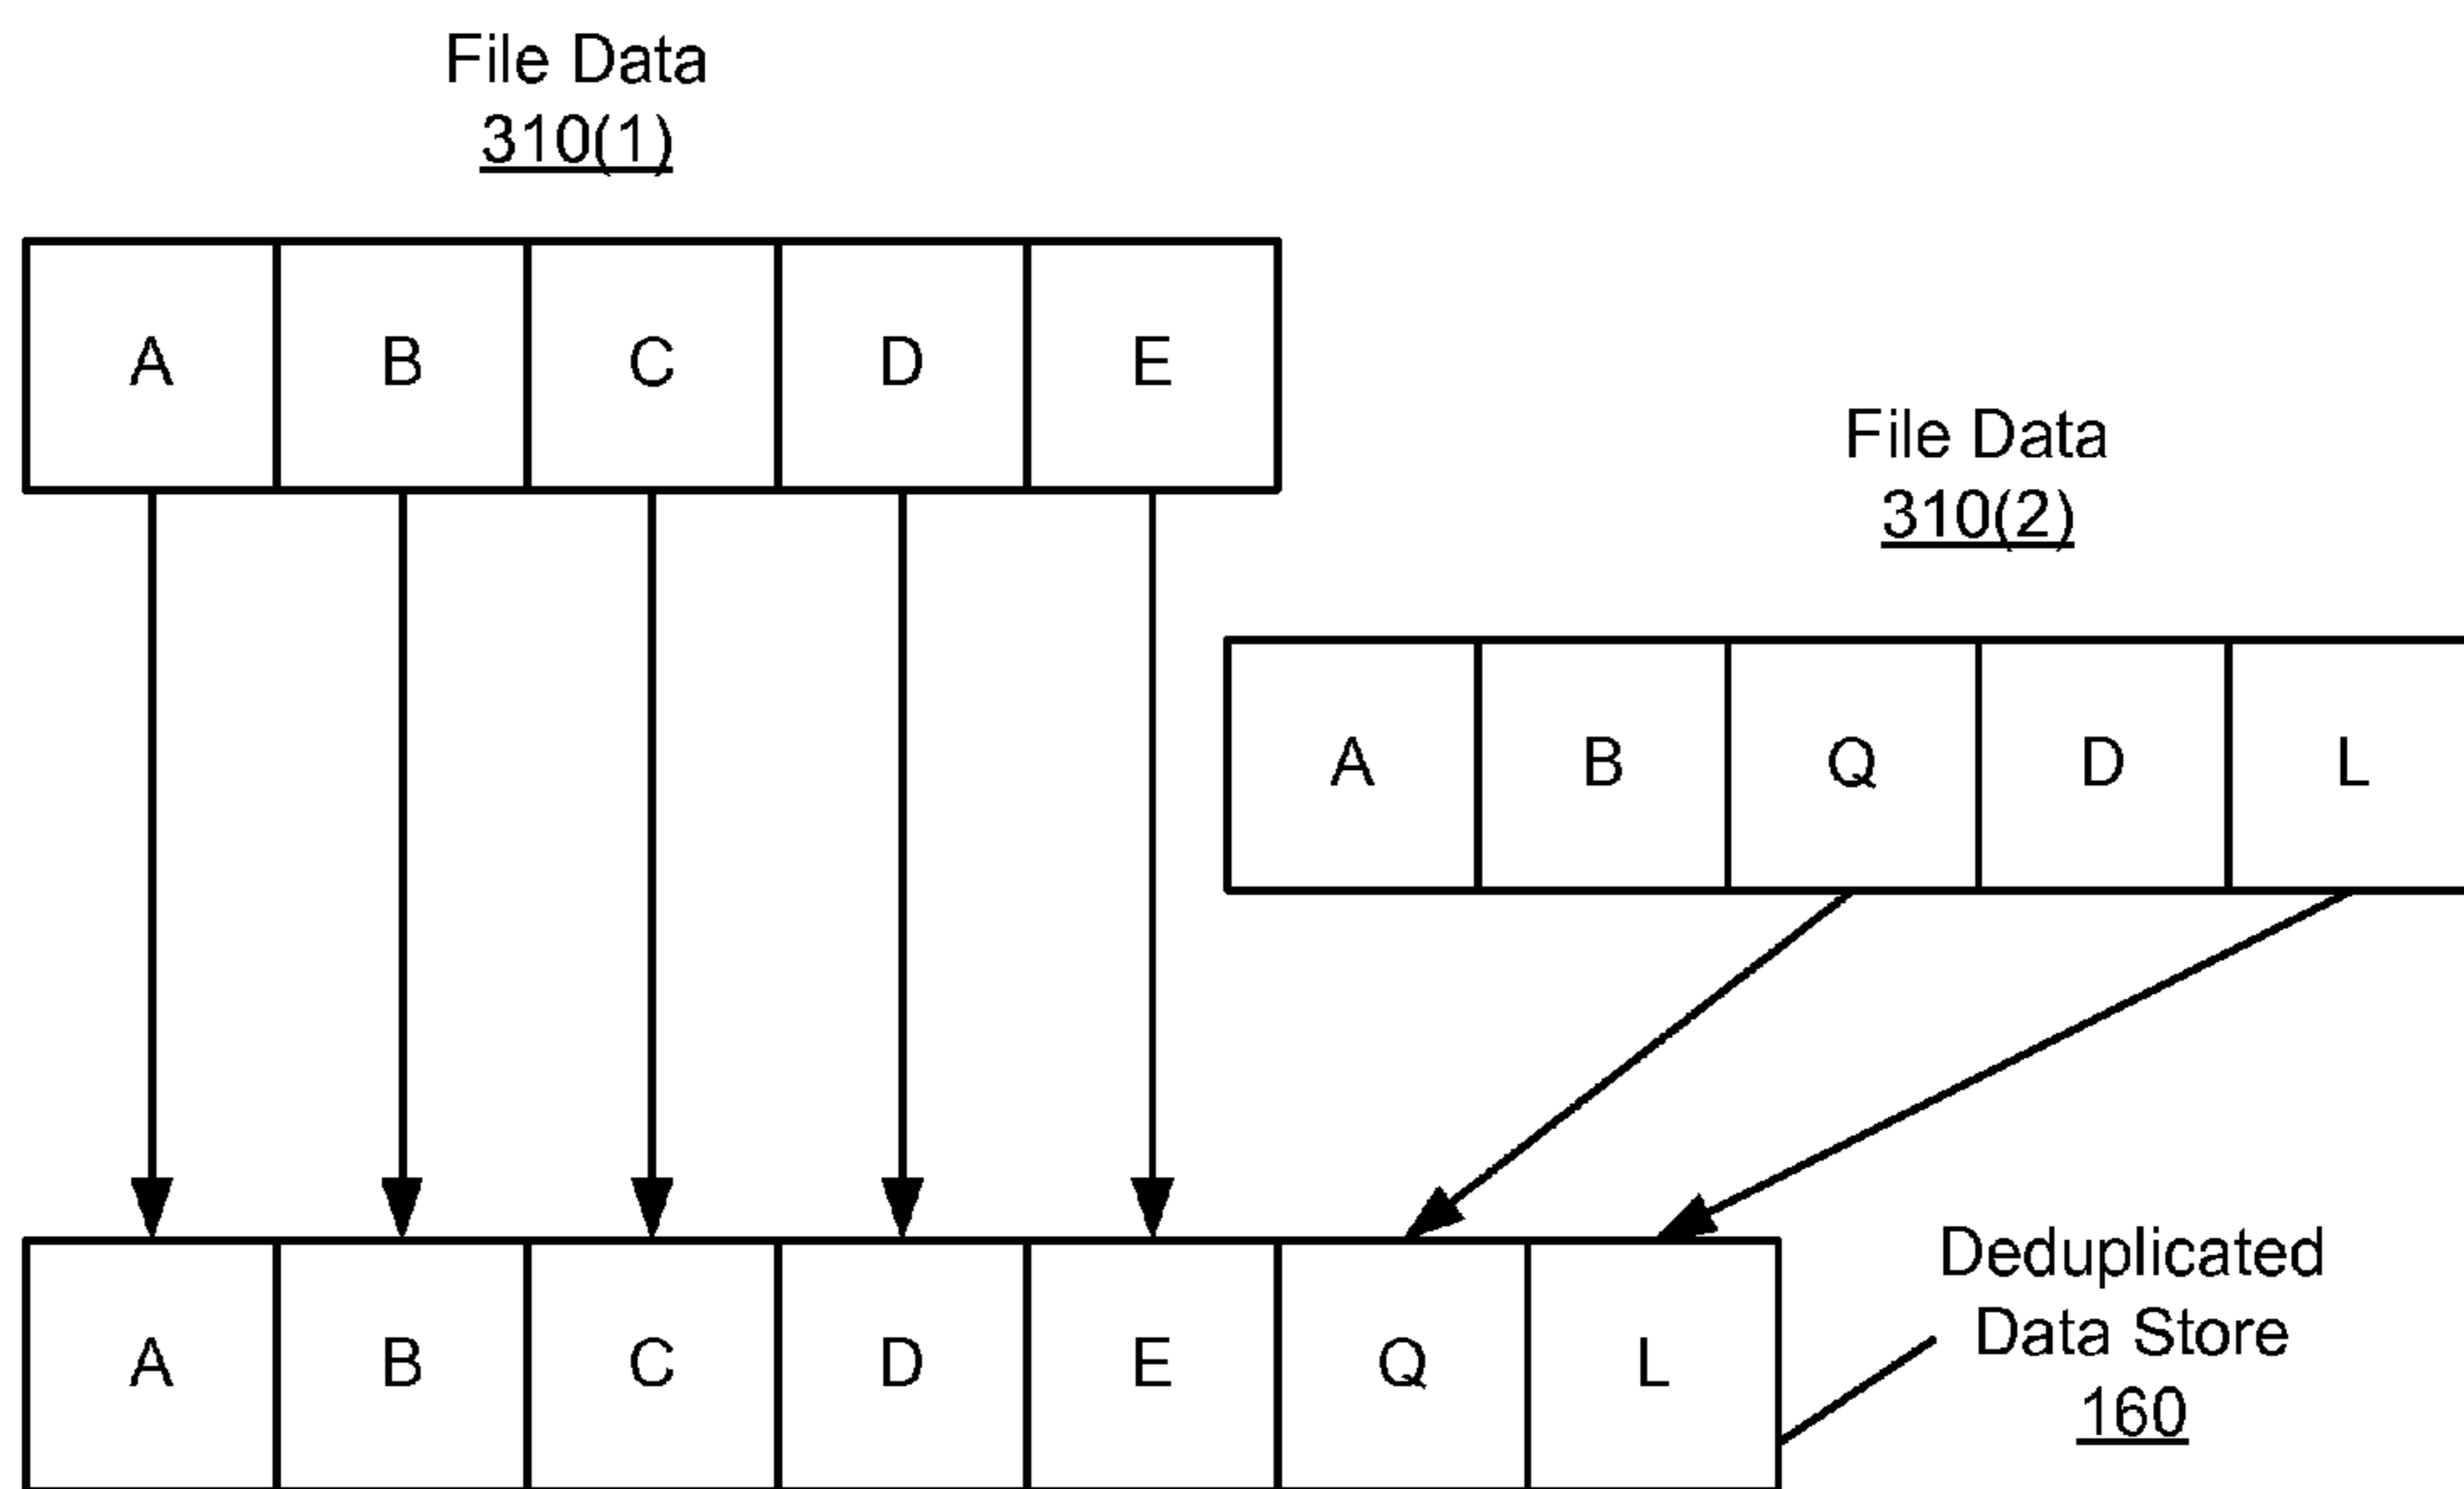 File Data
310(1)
A B C D E
File Data
310(2)
A B Q D L
A B C D E Q L
Deduplicated
Data Store
160